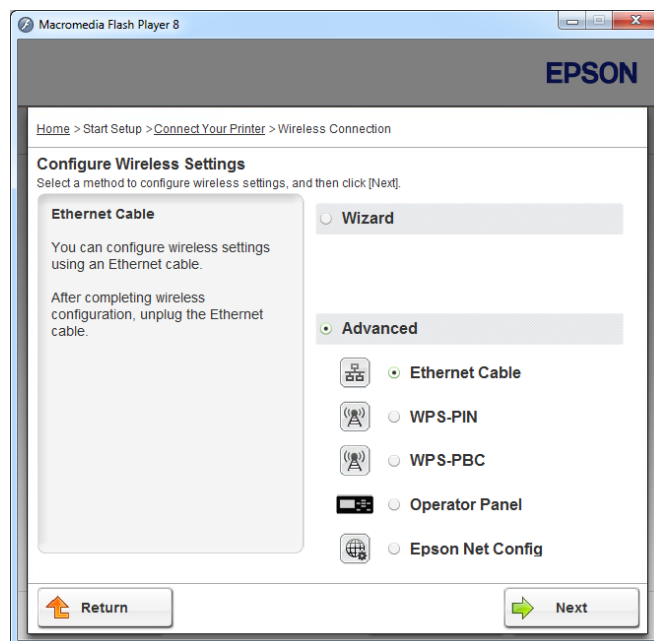 Macromedia Flash Player 8
EPSON
Home > Start Setup >Connect Your Printer > Wireless Connection
Configure Wireless Settings
Select a method to configure wireless settings, and then click [Next].
Ethernet Cable
You can configure wireless settings
using an Ethernet cable.
After completing wireless
configuration, unplug the Ethernet
cable.
Wizard
Advanced
Ethernet Cable
WPS-PIN
WPS-PBC
Operator Panel
Epson Net Config
Return
Next